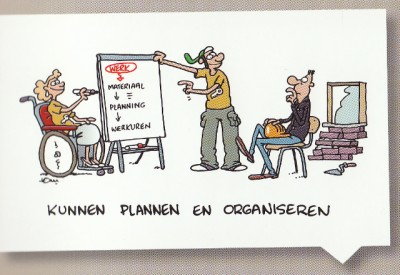 WERK
MATERIAAL
PLANNING
WERKUREN
KUNNEN PLANNEN EN ORGANISEREN